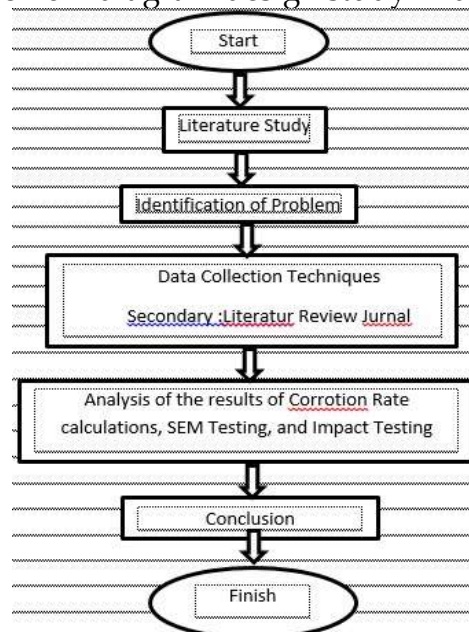 Start
Literature Study
Identification of Problem
Data Collection Techniques
Secondary :Literatur Review Jurnal
Analysis of the results of Corrotion Rate
calculations, SEM Testing, and Impact Testing
Conclusion
Finish